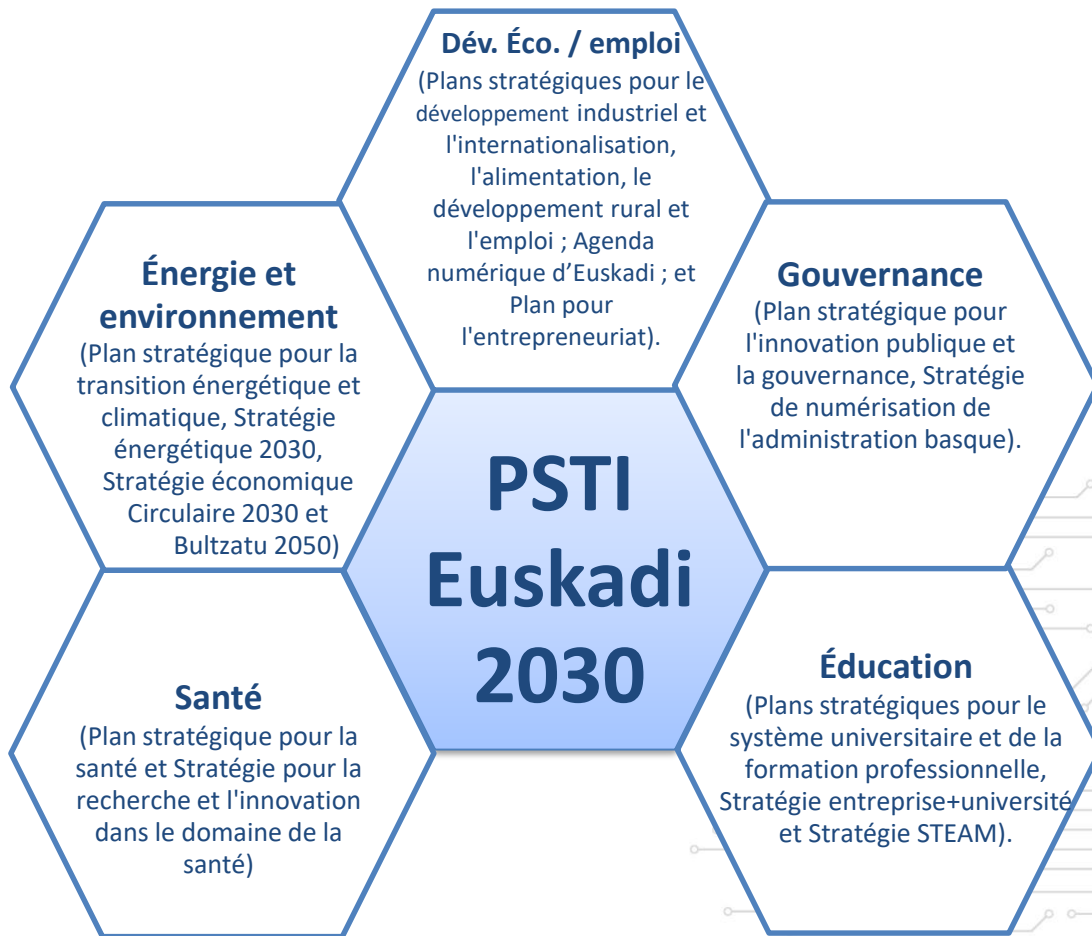 Dév. Éco. / emploi
(Plans stratégiques pour le
développement industriel et
l'internationalisation,
l'alimentation, le
développement rural et
l'emploi ; Agenda
numérique d’Euskadi ; et
Plan pour
l'entrepreneuriat).
Énergie et
environnement
(Plan stratégique pour la
transition énergétique et
climatique, Stratégie
énergétique 2030,
Stratégie économique
Circulaire 2030 et
Bultzatu 2050)
Gouvernance
(Plan stratégique pour
l'innovation publique et
la gouvernance, Stratégie
de numérisation de
l'administration basque).
PSTI
Euskadi
2030
Santé
(Plan stratégique pour la
santé et Stratégie pour la
recherche et l'innovation
dans le domaine de la
santé)
Éducation
(Plans stratégiques pour le
système universitaire et de la
formation professionnelle,
Stratégie entreprise+université
et Stratégie STEAM).